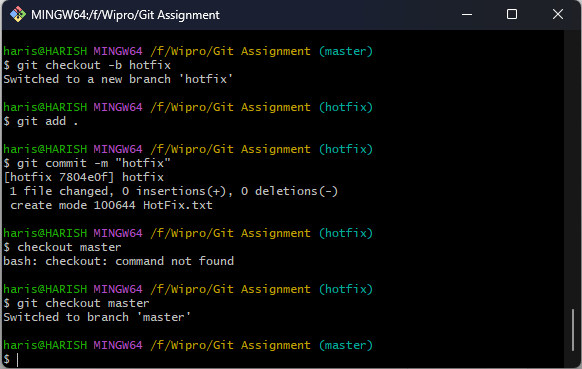 MINGW64:/f/Wipro/Git Assignment
haris@HARISH MINGW64 /f/Wipro/Git Assignment (master)
$ git checkout -b hotfix
Switched to a new branch 'hotfix'
haris@HARISH MINGW64 /f/Wipro/Git Assignment (hotfix)
$ git add .
haris@HARISH MINGW64 /f/Wipro/Git Assignment (hotfix)
$ git commit -m "hotfix"
[hotfix 7804e0f] hotfix
 1 file changed, 0 insertions(+), 0 deletions(-)
 create mode 100644 HotFix.txt
haris@HARISH MINGW64 /f/Wipro/Git Assignment (hotfix)
$ checkout master
bash: checkout: command not found
haris@HARISH MINGW64 /f/Wipro/Git Assignment (hotfix)
$ git checkout master
Switched to branch 'master'
haris@HARISH MINGW64 /f/Wipro/Git Assignment (master)
$